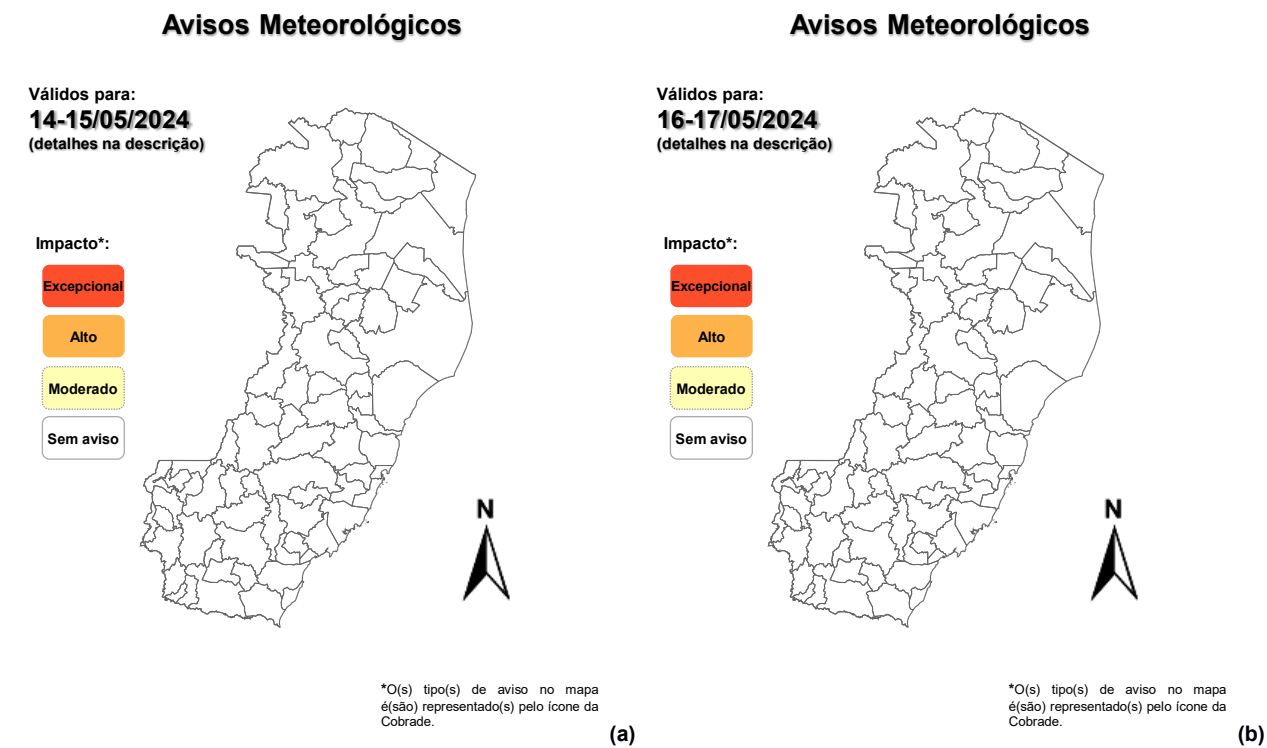 Avisos Meteorológicos
Válidos para:
14-15/05/2024
(detalhes na descrição)
Impacto*:
Excepcional
Alto
Moderado
Sem aviso
N
*O(s) tipo(s) de aviso no mapa
é(são) representado(s) pelo ícone da
Cobrade.
(a)
Avisos Meteorológicos
Válidos para:
16-17/05/2024
(detalhes na descrição)
Impacto*:
Excepcional
Alto
Moderado
Sem aviso
N
*O(s) tipo(s) de aviso no mapa
é(são) representado(s) pelo ícone da
Cobrade.
(b)